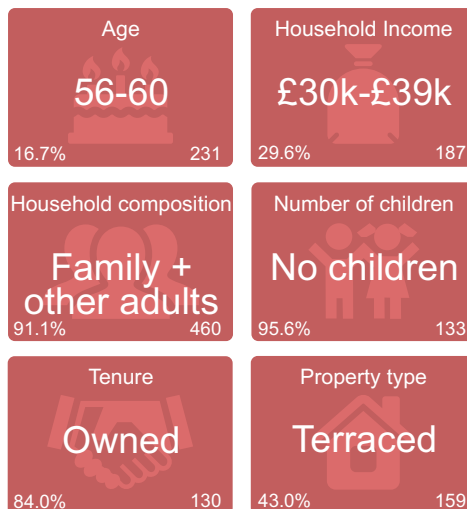 Age
56-60
16.7% 231
Household Income
£30k-£39k
29.6% 187
Household composition
Family +
other adults
91.1% 460
Number of children
No children
95.6% 133
Tenure
Owned
84.0% 130
Property type
Terraced
43.0% 159